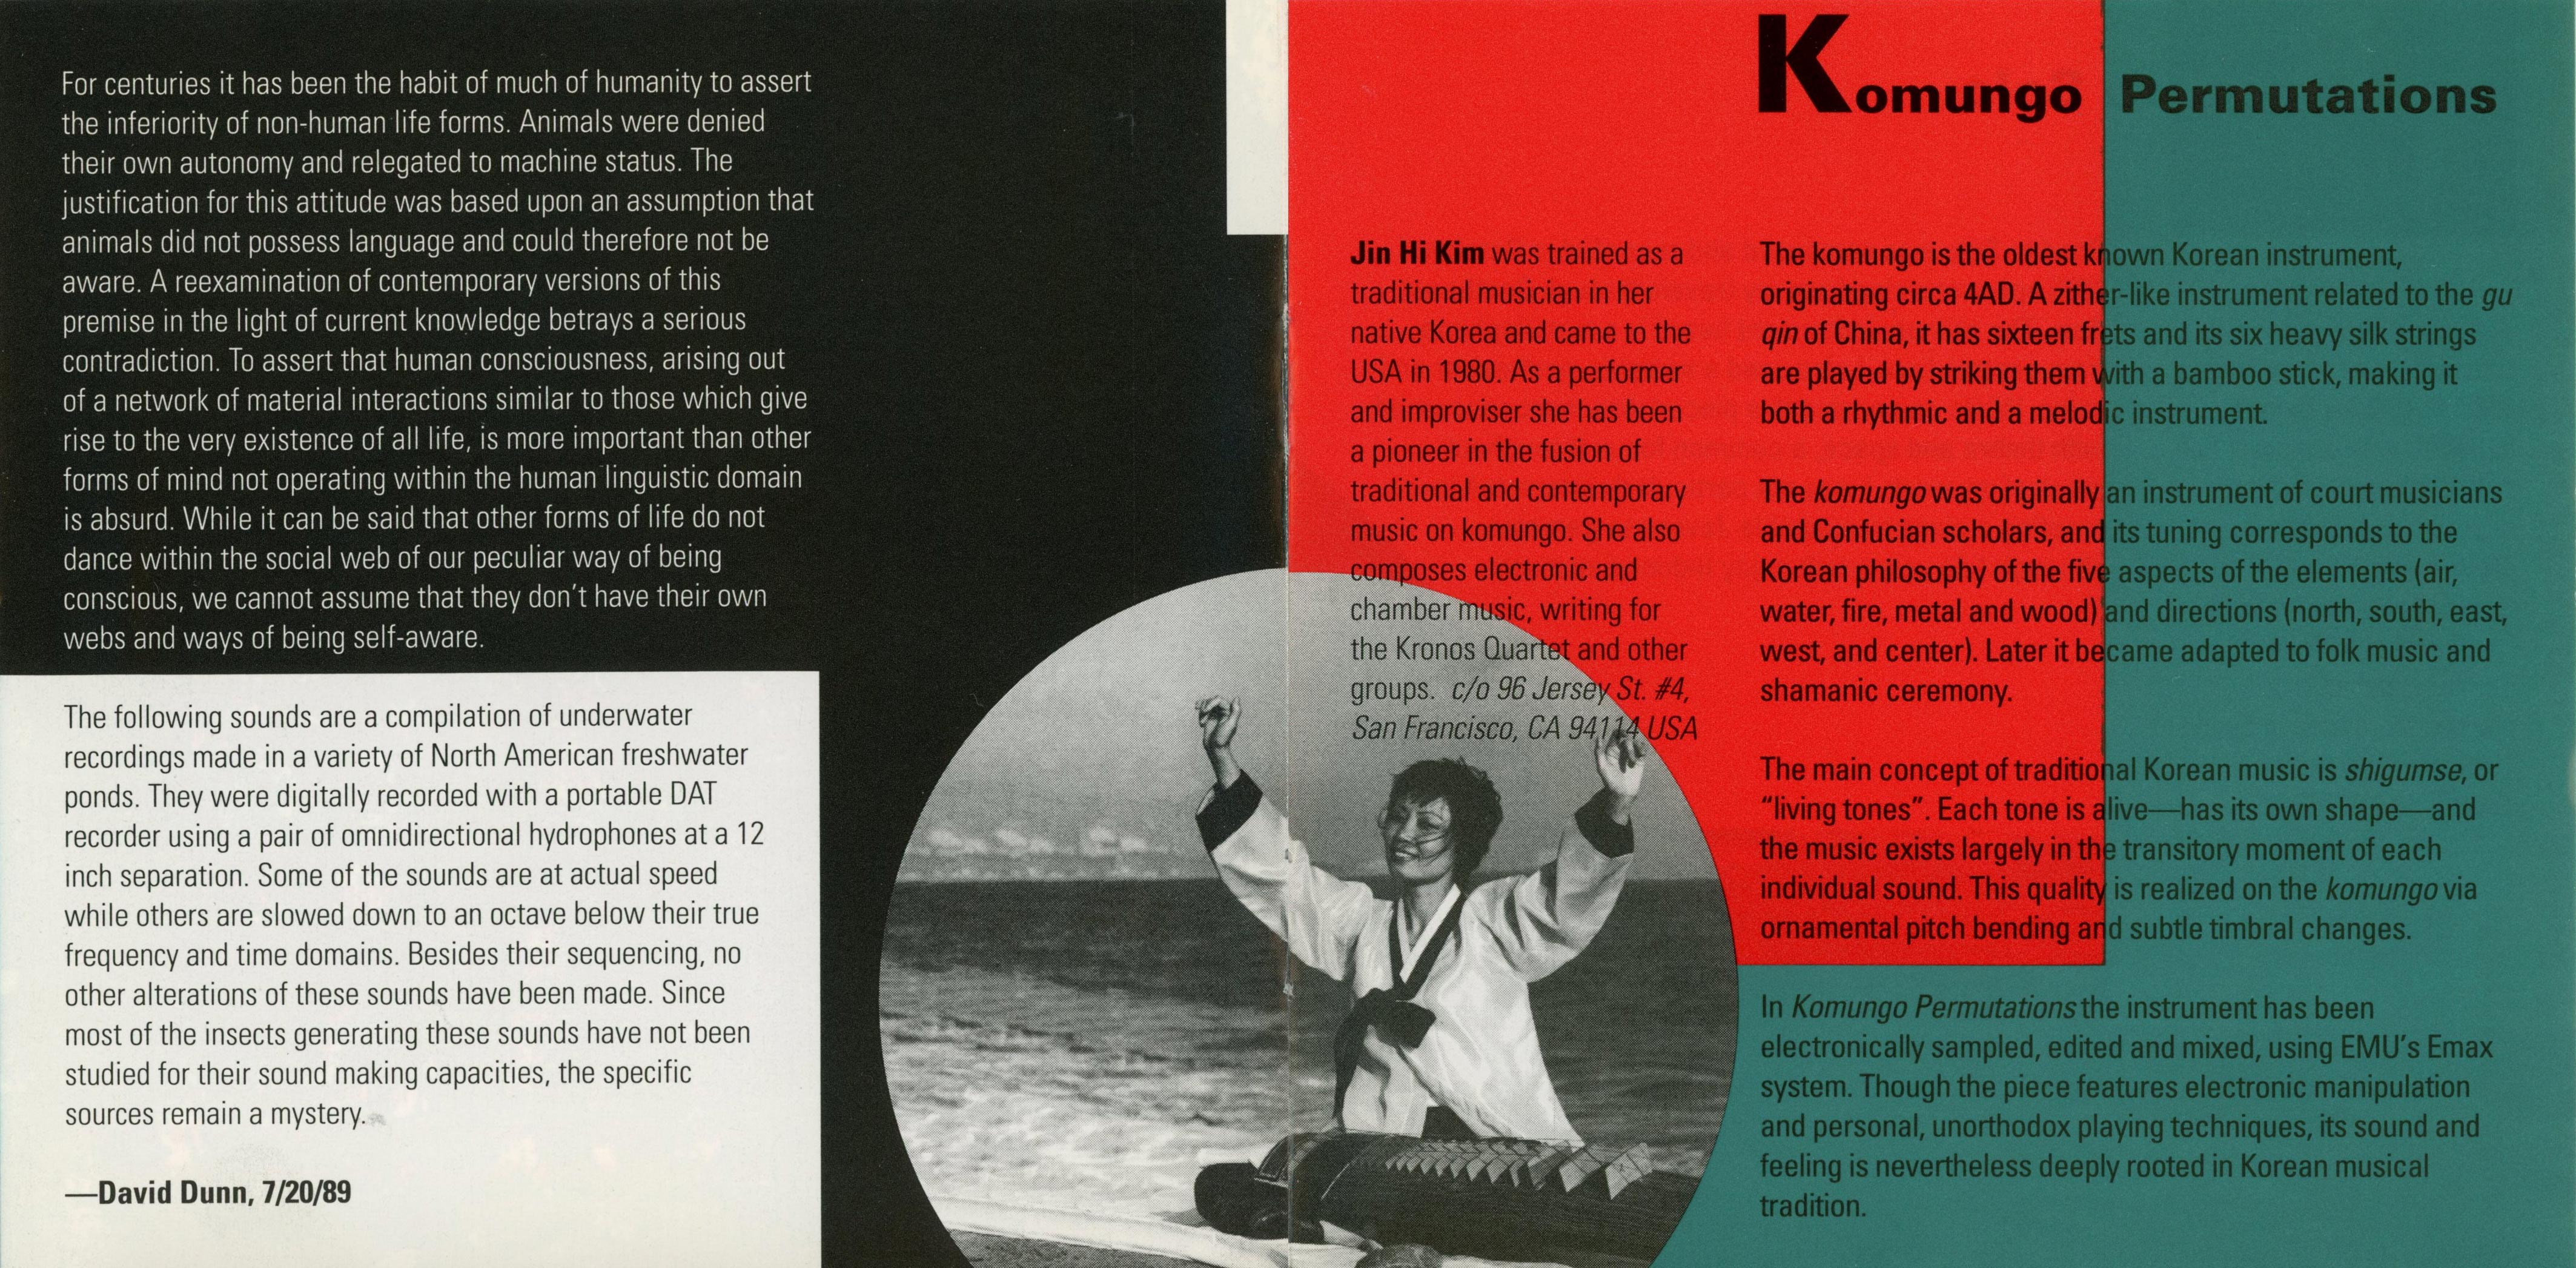 For centuries it has been the habit of much of humanity to assert
the inferiority of non-human life forms. Animals were denied
their own autonomy and relegated to machine status. The
justification for this attitude was based upon an assumption that
animals did not possess language and could therefore not be
aware. A reexamination of contemporary versions of this
premise in the light of current knowledge betrays a serious
contradiction. To assert that human consciousness, arising out
of a network of material interactions similar to those which give
rise to the very existence of all life, is more important than other
forms of mind not operating within the human linguistic domain
is absurd. While it can be said that other forms of life do not
dance within the social web of our peculiar way of being
conscious, we cannot assume that they don't have their own
webs and ways of being self-aware.
The following sounds are a compilation of underwater
recordings made in a variety of North American freshwater
ponds. They were digitally recorded with a portable DAT
recorder using a pair of omnidirectional hydrophones at a 12
inch separation. Some of the sounds are at actual speed
while others are slowed down to an octave below their true
frequency and time domains. Besides their sequencing, no
other alterations of these sounds have been made. Since
most of the insects generating these sounds have not been
studied for their sound making capacities, the specific
sources remain a mystery.
—David Dunn, 7/20/89
Komungo Permutations
Jin Hi Kim was trained as a
traditional musician in her
native Korea and came to the
USA in 1980. As a performer
and improviser she has been
a pioneer in the fusion of
traditional and contemporary
music on komungo. She also
composes electronic and
chamber music, writing for
the Kronos Quartet and other
groups. c/o 96 Jersey St. #4,
San Francisco, CA 94114 USA
The komungo is the oldest known Korean instrument,
originating circa 4AD. A zither-like instrument related to the gu
qin of China, it has sixteen frets and its six heavy silk strings
are played by striking them with a bamboo stick, making it
both a rhythmic and a melodic instrument.
The komungo was originally an instrument of court musicians
and Confucian scholars, and its tuning corresponds to the
Korean philosophy of the five aspects of the elements (air,
water, fire, metal and wood) and directions (north, south, east,
west, and center). Later it became adapted to folk music and
shamanic ceremony.
The main concept of traditional Korean music is shigumse, or
“living tones”. Each tone is alive—has its own shape—and
the music exists largely in the transitory moment of each
individual sound. This quality is realized on the komungo via
ornamental pitch bending and subtle timbral changes.
In Komungo Permutations the instrument has been
electronically sampled, edited and mixed, using EMU's Emax
system. Though the piece features electronic manipulation
and personal, unorthodox playing techniques, its sound and
feeling is nevertheless deeply rooted in Korean musical
tradition.